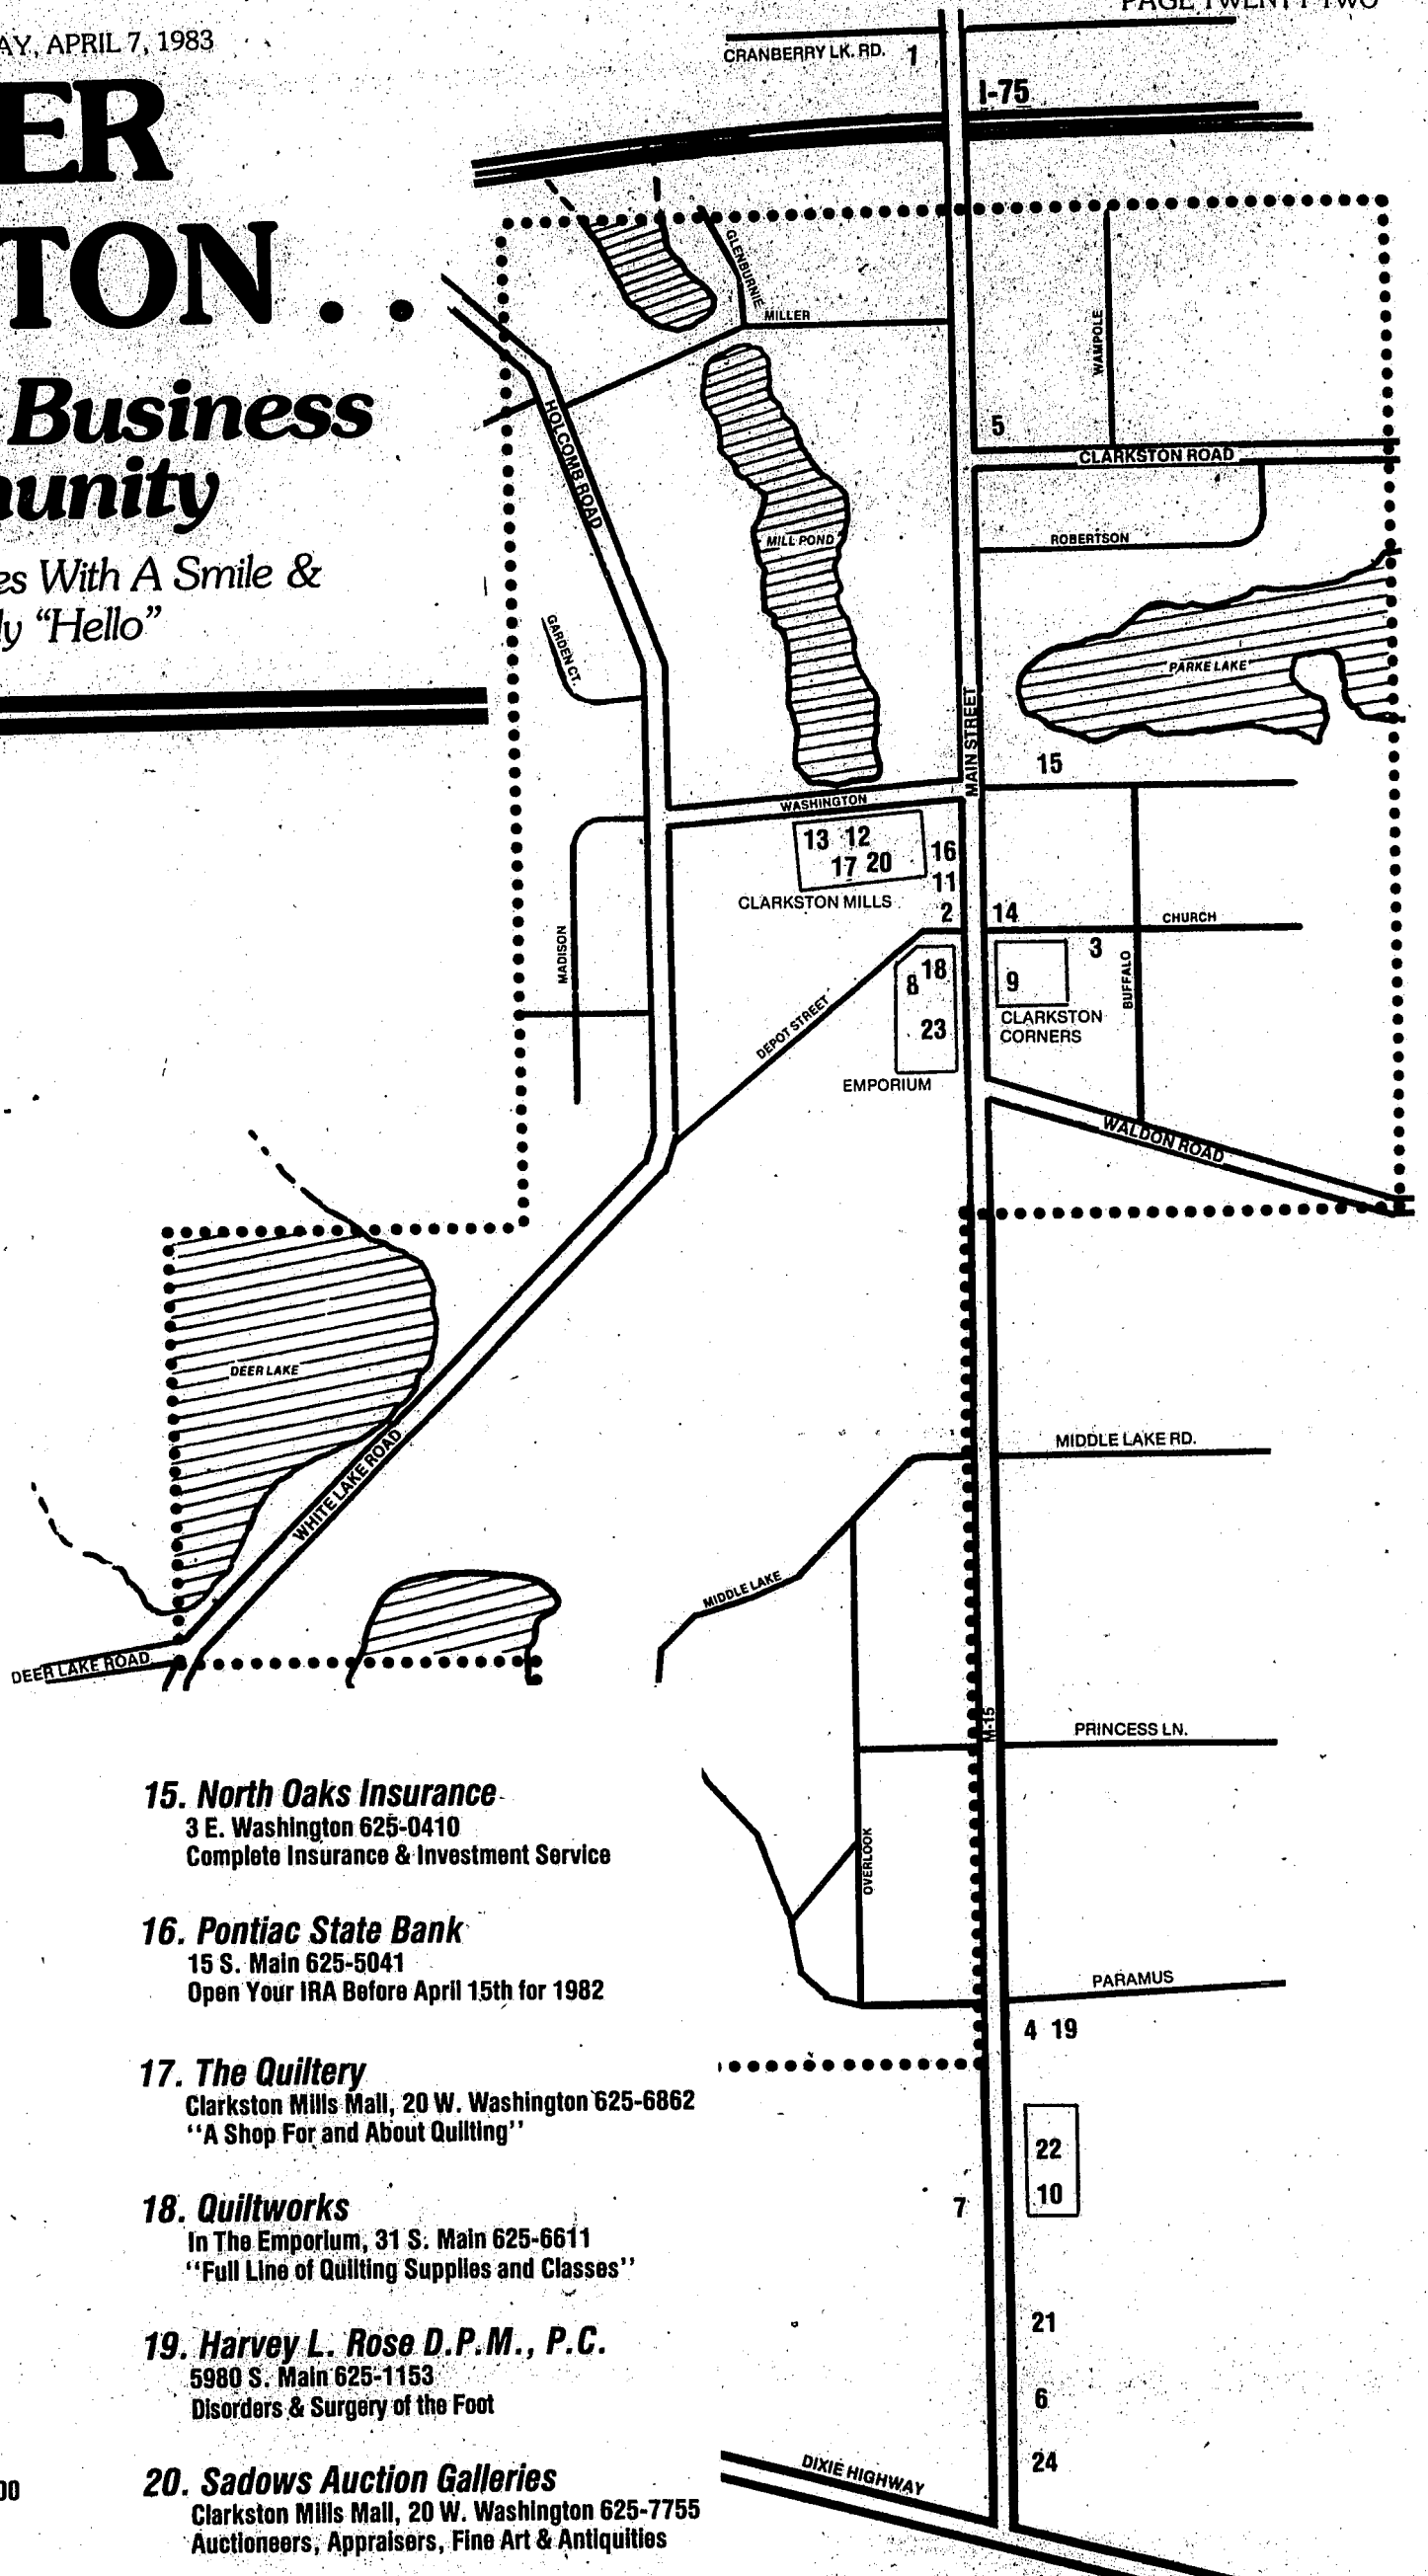 AY, APRIL 7, 1983
PAGE TWENTY-TWO
ER
TON . .
Business
unity
es With A Smile &
ly “Hello”
CRANBERRY LK. RD. 1
I-75
GLENBURNIE
MILLER
WAMPOLE
HOLCOMB ROAD
5
CLARKSTON ROAD
ROBERTSON
MILL POND
GARDEN CT.
PARKE LAKE
MAIN STREET
15
WASHINGTON
13 12
17 20
16
11
CLARKSTON MILLS
2
14
CHURCH
3
MADISON
BUFFALO
18
8
9
23
DEPOT STREET
CLARKSTON
CORNERS
EMPORIUM
WALDON ROAD
DEER LAKE
WHITE LAKE ROAD
MIDDLE LAKE RD.
MIDDLE LAKE
DEER LAKE ROAD
M-15
PRINCESS LN.
OVERLOOK
PARAMUS
4 19
22
10
7
21
6
24
DIXIE HIGHWAY
15. North Oaks Insurance
3 E. Washington 625-0410
Complete Insurance & Investment Service
16. Pontiac State Bank
15 S. Main 625-5041
Open Your IRA Before April 15th for 1982
17. The Quiltery
Clarkston Mills Mall, 20 W. Washington 625-6862
‘‘A Shop For and About Quilting’’
18. Quiltworks
In The Emporium, 31 S. Main 625-6611
‘‘Full Line of Quilting Supplies and Classes’’
19. Harvey L. Rose D.P.M., P.C.
5980 S. Main 625-1153
Disorders & Surgery of the Foot
20. Sadows Auction Galleries
Clarkston Mills Mall, 20 W. Washington 625-7755
Auctioneers, Appraisers, Fine Art & Antiquities
00